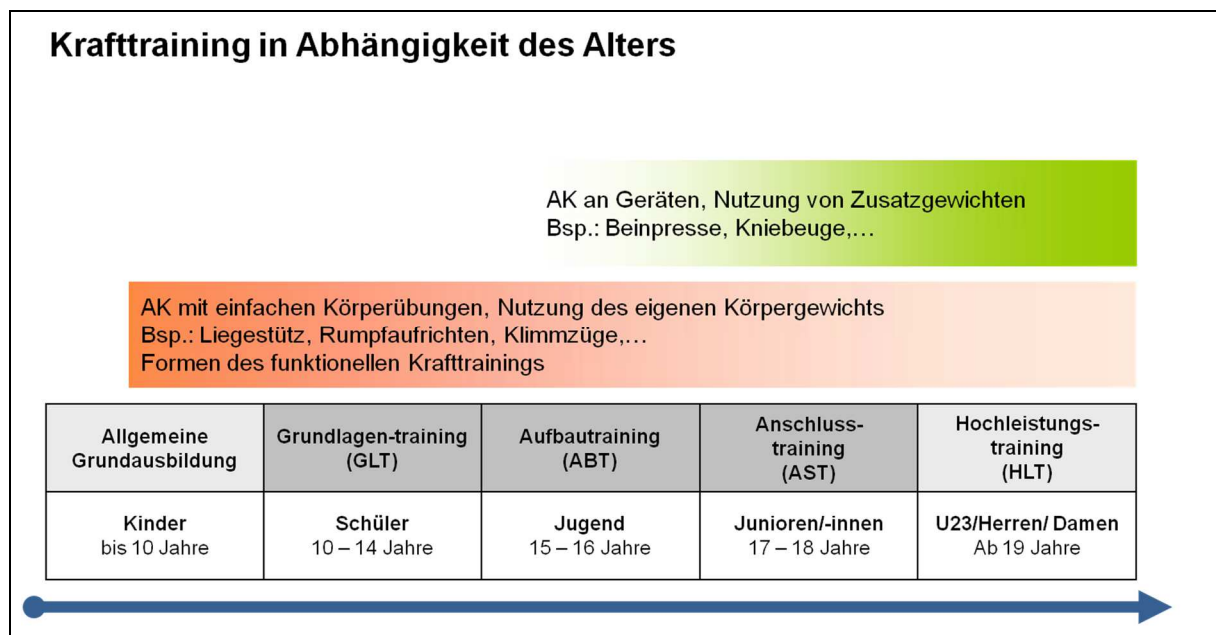 Krafttraining in Abhängigkeit des Alters
AK an Geräten, Nutzung von Zusatzgewichten
Bsp.: Beinpresse, Kniebeuge,…
AK mit einfachen Körperübungen, Nutzung des eigenen Körpergewichts
Bsp.: Liegestütz, Rumpfaufrichten, Klimmzüge,…
Formen des funktionellen Krafttrainings
Allgemeine
Grundausbildung
Grundlagen-training
(GLT)
Aufbautraining
(ABT)
Anschluss-
training
(AST)
Hochleistungs-
training
(HLT)
Kinder
bis 10 Jahre
Schüler
10 – 14 Jahre
Jugend
15 – 16 Jahre
Junioren/-innen
17 – 18 Jahre
U23/Herren/ Damen
Ab 19 Jahre